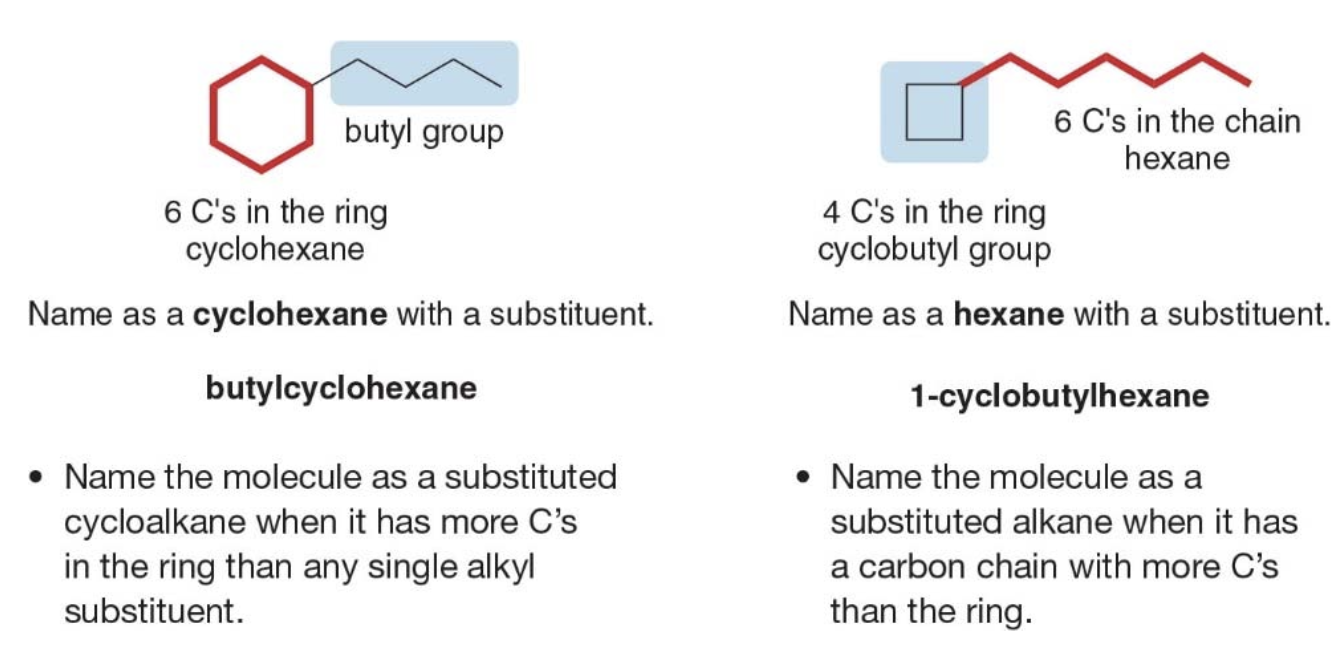 butyl group
6 C's in the ring
cyclohexane
Name as a cyclohexane with a substituent.
butylcyclohexane
• Name the molecule as a substituted
cycloalkane when it has more C’s
in the ring than any single alkyl
substituent.
6 C's in the chain
hexane
4 C's in the ring
cyclobutyl group
Name as a hexane with a substituent.
1-cyclobutylhexane
• Name the molecule as a
substituted alkane when it has
a carbon chain with more C’s
than the ring.